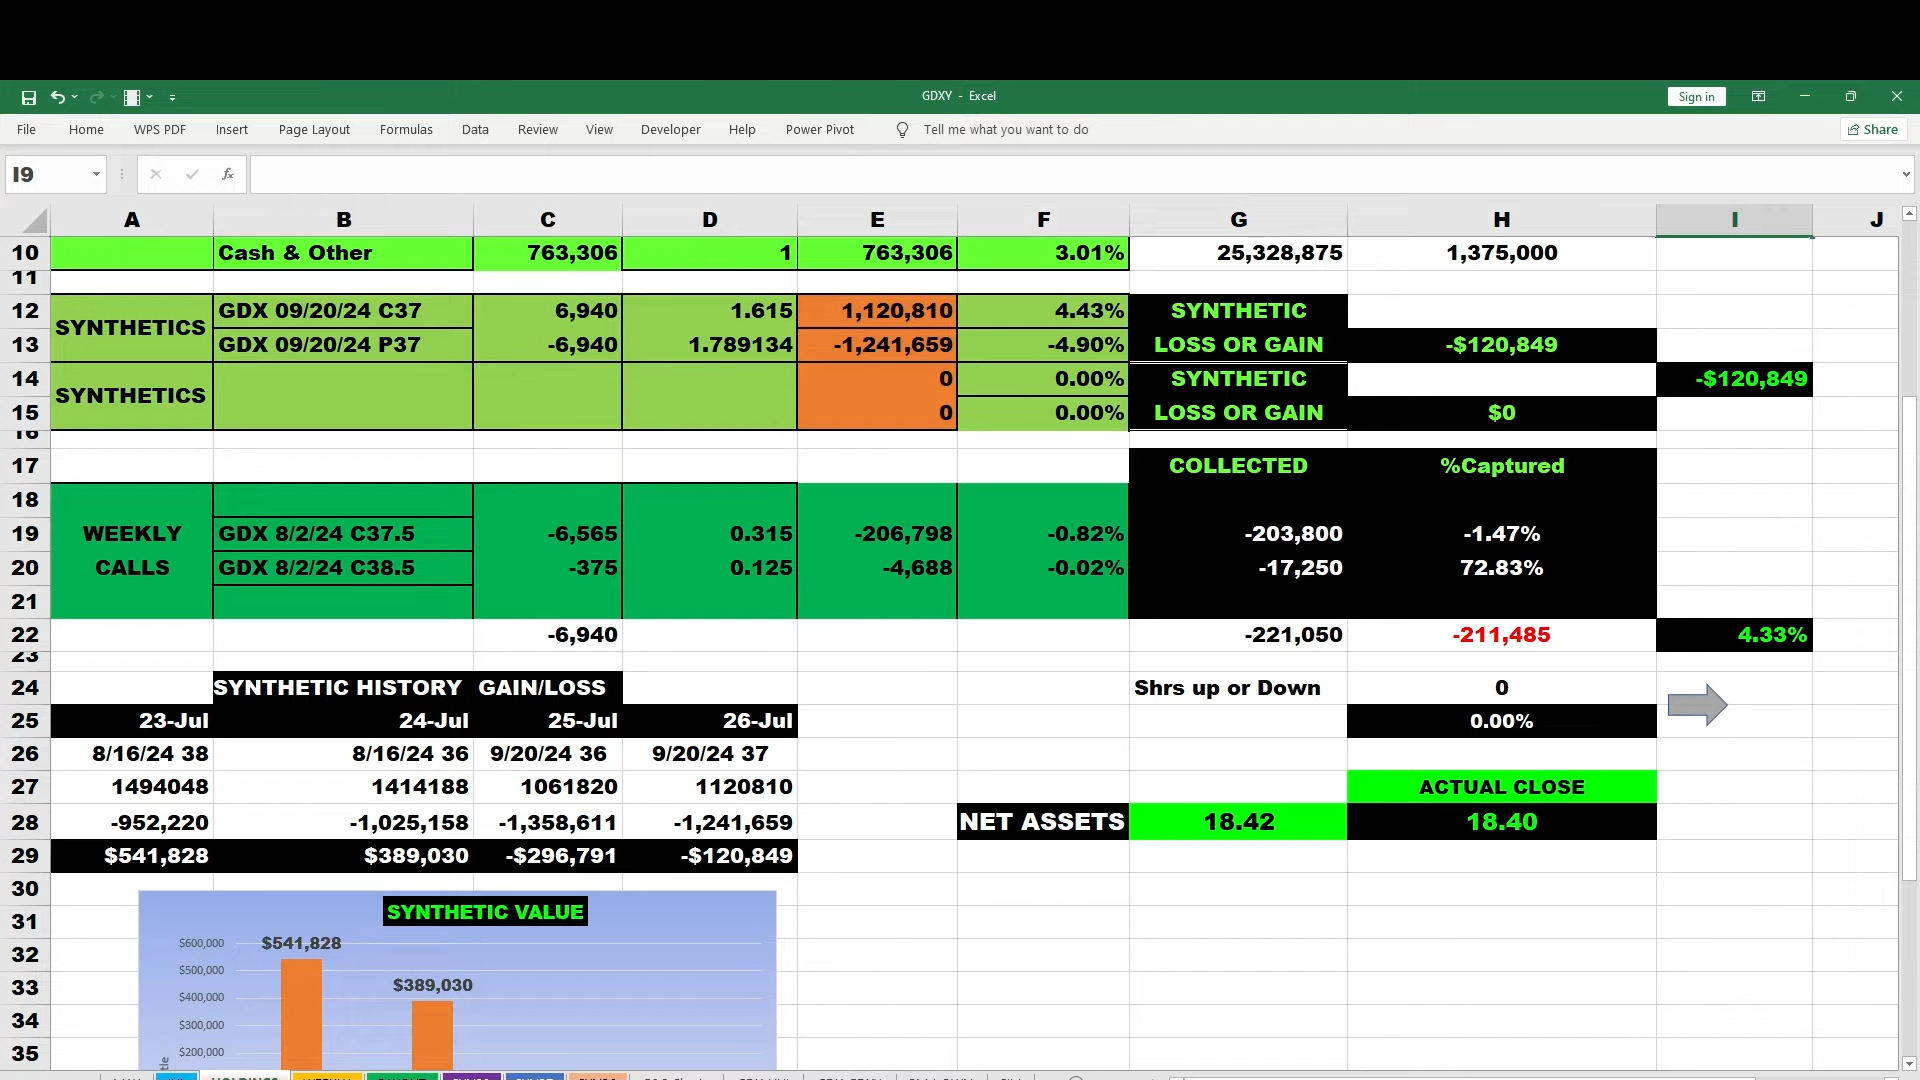 GDXY - Excel
Sign in
File Home WPS PDF Insert Page Layout Formulas Data Review View Developer Help Power Pivot Tell me what you want to do Share
I9 fx
A B C D E F G H I J
10 Cash & Other 763,306 1 763,306 3.01% 25,328,875 1,375,000
11
12 GDX 09/20/24 C37 6,940 1.615 1,120,810 4.43% SYNTHETIC
SYNTHETICS
13 GDX 09/20/24 P37 -6,940 1.789134 -1,241,659 -4.90% LOSS OR GAIN -$120,849
14 0 0.00% SYNTHETIC -$120,849
SYNTHETICS
15 0 0.00% LOSS OR GAIN $0
16
17 COLLECTED %Captured
18
19 WEEKLY GDX 8/2/24 C37.5 -6,565 0.315 -206,798 -0.82% -203,800 -1.47%
20 CALLS GDX 8/2/24 C38.5 -375 0.125 -4,688 -0.02% -17,250 72.83%
21
22 -6,940 -221,050 -211,485 4.33%
23
24 SYNTHETIC HISTORY GAIN/LOSS Shrs up or Down 0
25 23-Jul 24-Jul 25-Jul 26-Jul 0.00%
26 8/16/24 38 8/16/24 36 9/20/24 36 9/20/24 37
27 1494048 1414188 1061820 1120810 ACTUAL CLOSE
28 -952,220 -1,025,158 -1,358,611 -1,241,659 NET ASSETS 18.42 18.40
29 $541,828 $389,030 -$296,791 -$120,849
30
31 SYNTHETIC VALUE
32 $600,000 $541,828
$500,000
33 $389,030
$400,000
34 $300,000
35 $200,000